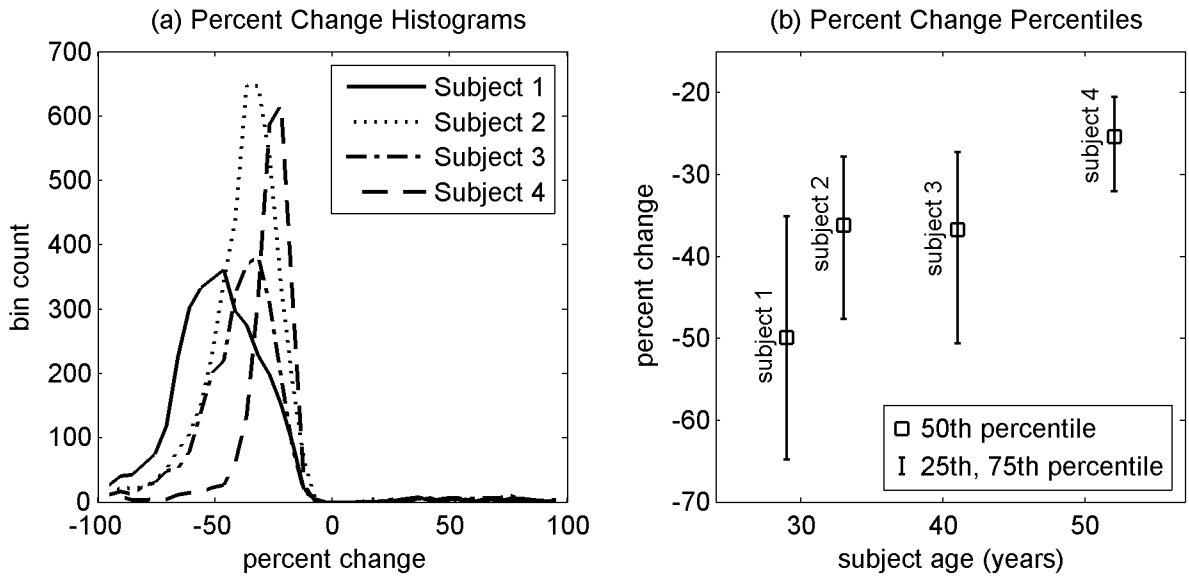 (a) Percent Change Histograms
700
600
500
400
300
200
100
0
-100
-50
0
50
100
bin count
percent change
Subject 1
Subject 2
Subject 3
Subject 4
(b) Percent Change Percentiles
-20
-30
-40
-50
-60
-70
30
40
50
percent change
subject age (years)
subject 1
subject 2
subject 3
subject 4
50th percentile
25th, 75th percentile